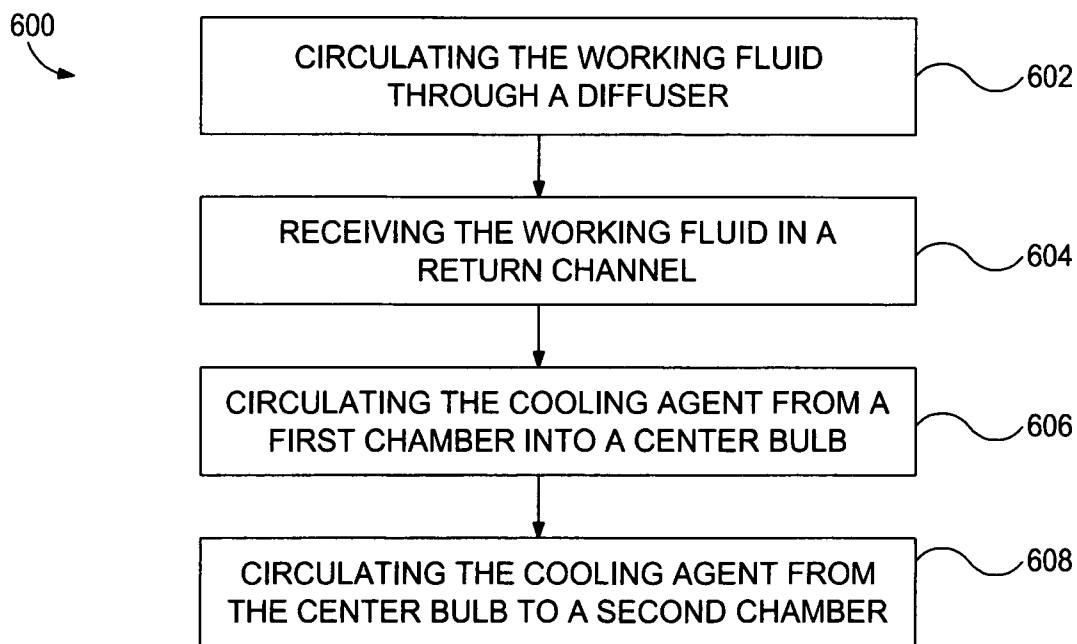 600
CIRCULATING THE WORKING FLUID
THROUGH A DIFFUSER
602
RECEIVING THE WORKING FLUID IN A
RETURN CHANNEL
604
CIRCULATING THE COOLING AGENT FROM A
FIRST CHAMBER INTO A CENTER BULB
606
CIRCULATING THE COOLING AGENT FROM
THE CENTER BULB TO A SECOND CHAMBER
608